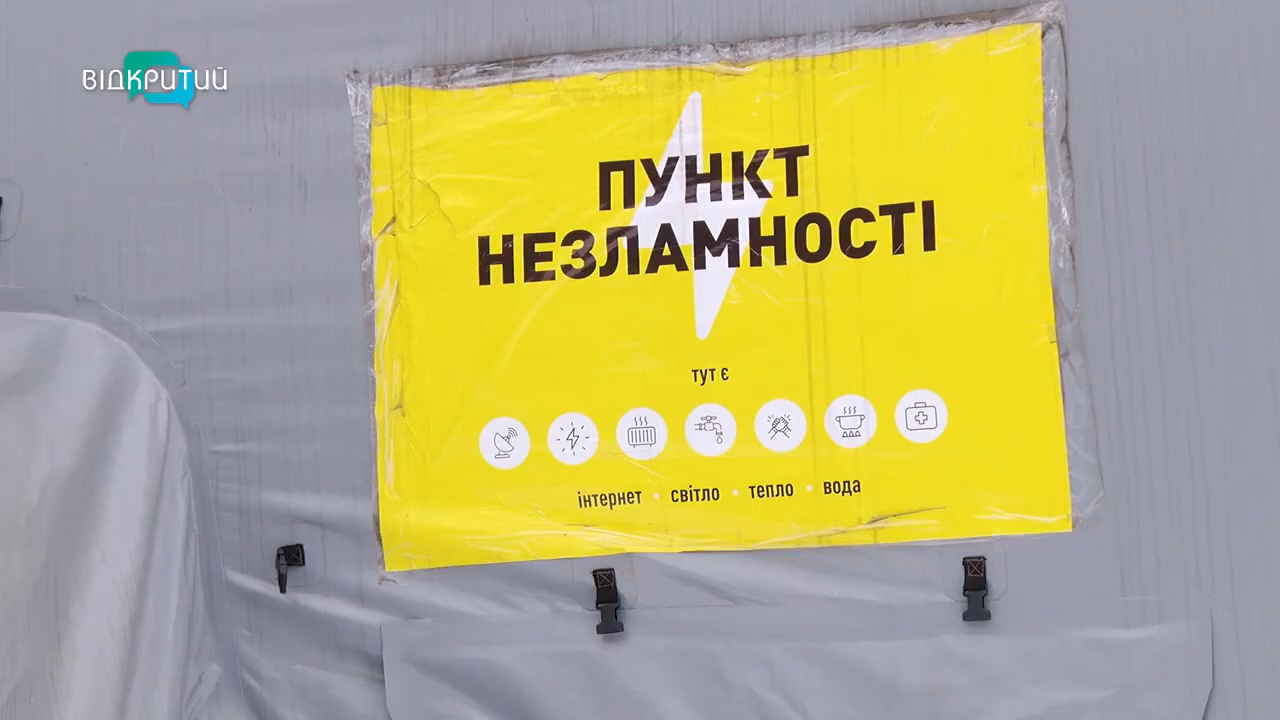 ВІДКРИТИЙ
ПУНКТ
НЕЗЛАМНОСТІ
тут є
інтернет • світло • тепло • вода